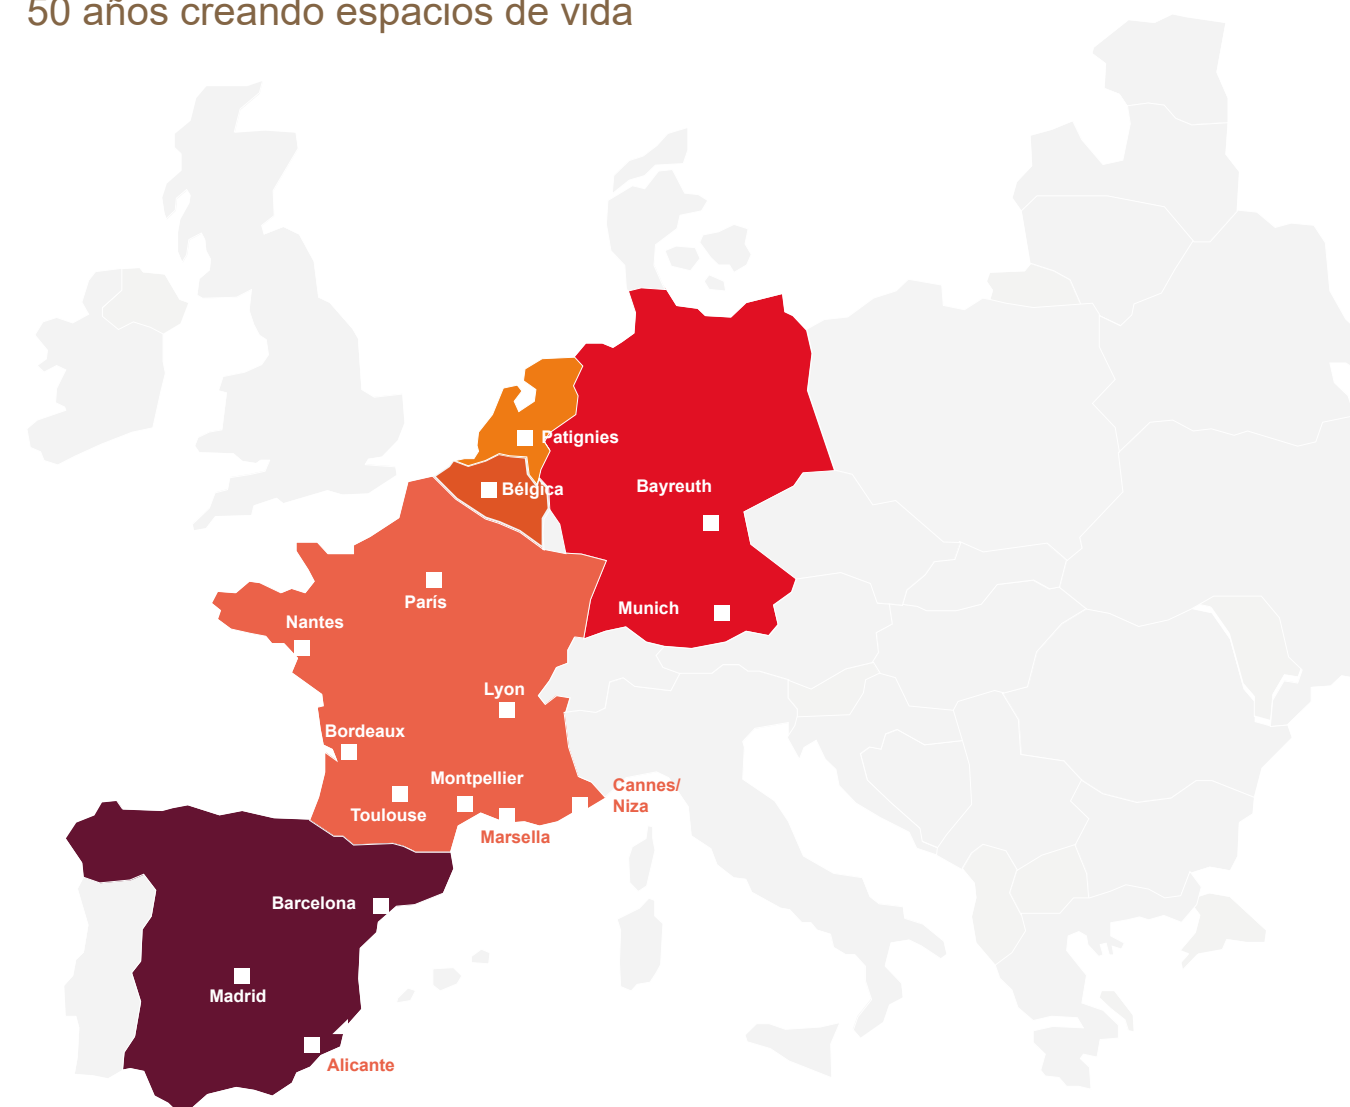 50 años creando espacios de vida
Patignies
Bélgica
Bayreuth
París
Munich
Nantes
Lyon
Bordeaux
Montpellier
Cannes/
Niza
Toulouse
Marsella
Barcelona
Madrid
Alicante